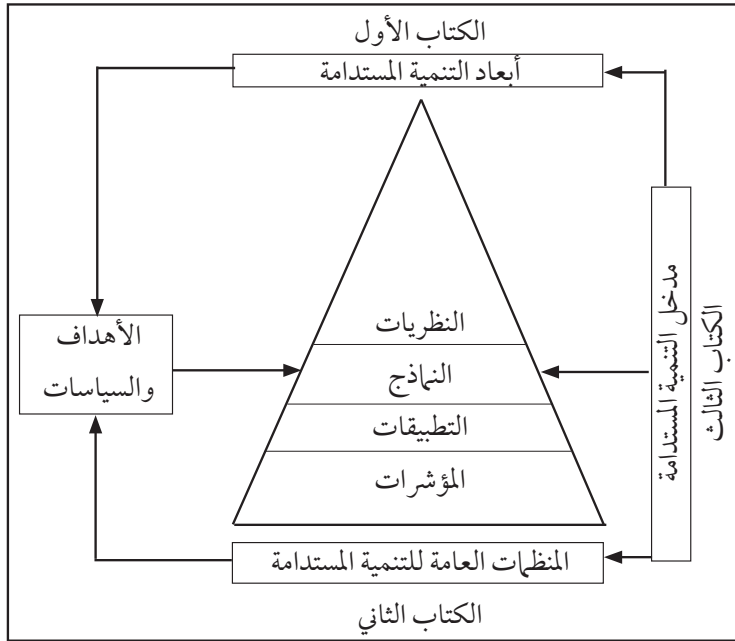 الكتاب الأول
أبعاد التنمية المستدامة
الأهداف
والسياسات
النظريات
النماذج
التطبيقات
المؤشرات
مدخل التنمية المستدامة
الكتاب الثالث
المنظمات العامة للتنمية المستدامة
الكتاب الثاني